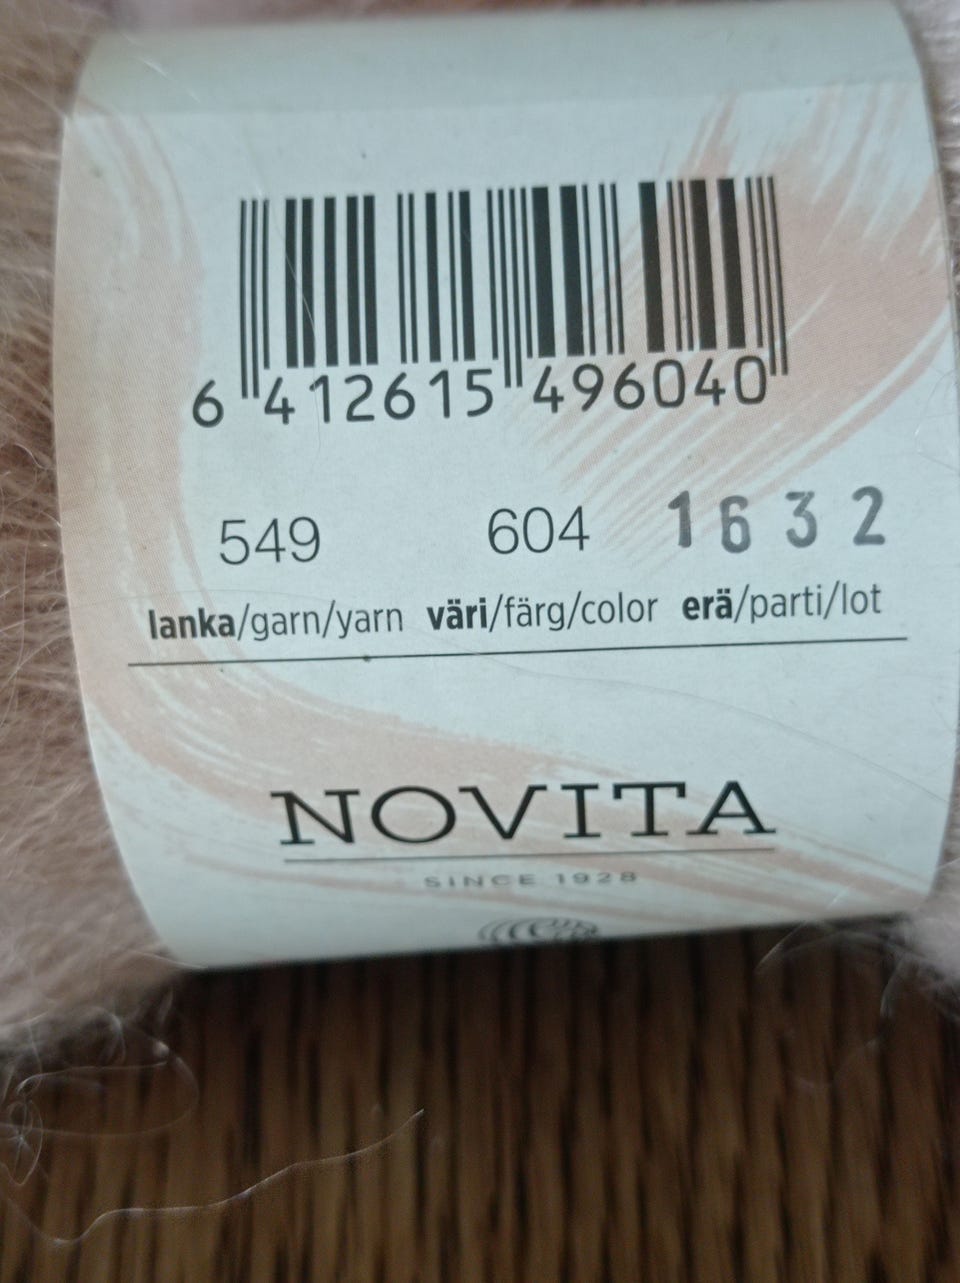 6 412615 496040
549 604 1632
lanka/garn/yarn väri/färg/color erä/parti/lot
NOVITA
SINCE 1928